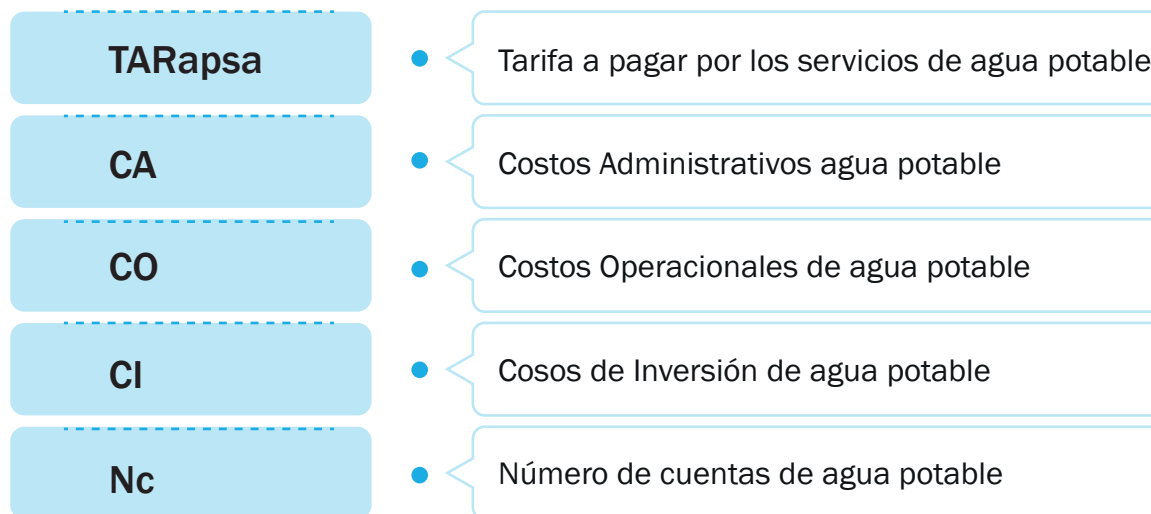 TARapsa
Tarifa a pagar por los servicios de agua potable
CA
Costos Administrativos agua potable
CO
Costos Operacionales de agua potable
CI
Cosos de Inversión de agua potable
Nc
Número de cuentas de agua potable